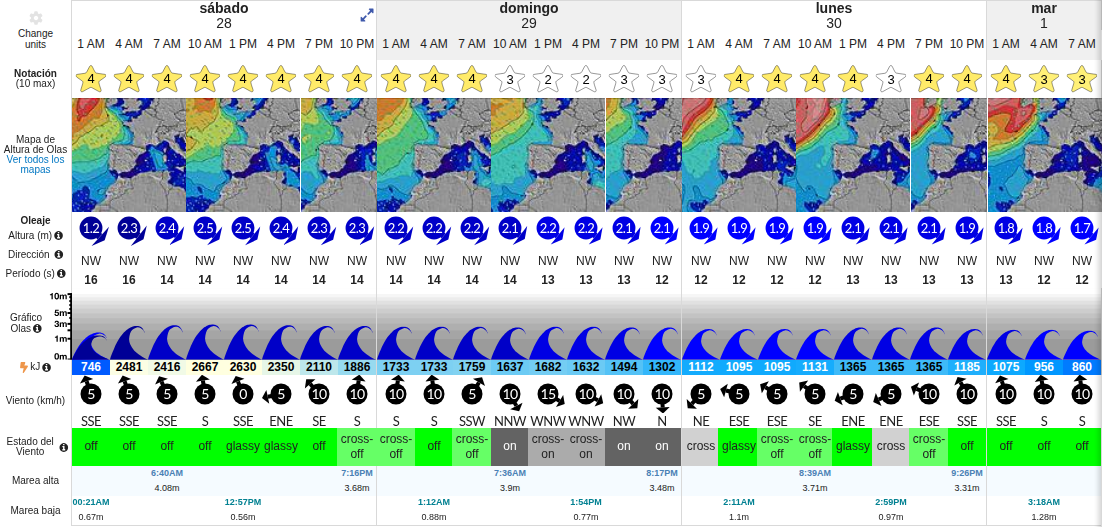 sábado
28
domingo
29
lunes
30
mar
1
Change
units
1 AM 4 AM 7 AM 10 AM 1 PM 4 PM 7 PM 10 PM 1 AM 4 AM 7 AM 10 AM 1 PM 4 PM 7 PM 10 PM 1 AM 4 AM 7 AM 10 AM 1 PM 4 PM 7 PM 10 PM 1 AM 4 AM 7 AM
Notación
(10 max)
4 4 4 4 4 4 4 4 4 4 4 3 2 2 3 3 3 4 4 4 4 3 4 4 4 3 3
Mapa de
Altura de Olas
Ver todos los
mapas
Oleaje
Altura (m)
1.2 2.3 2.4 2.5 2.5 2.4 2.3 2.3 2.2 2.2 2.2 2.1 2.2 2.2 2.1 2.1 1.9 1.9 1.9 1.9 2.1 2.1 2.1 1.9 1.8 1.8 1.7
Dirección
NW NW NW NW NW NW NW NW NW NW NW NW NW NW NW NW NW NW NW NW NW NW NW NW NW NW NW
Período (s)
16 16 14 14 14 14 14 14 14 14 14 14 13 13 13 12 12 12 12 12 13 13 13 12 13 12 12
Gráfico
Olas
10m
5m
3m
1m
0m
kJ
746 2481 2416 2667 2630 2350 2110 1886 1733 1733 1759 1637 1682 1632 1494 1302 1112 1095 1095 1131 1365 1365 1365 1185 1075 956 860
Viento (km/h)
5 5 5 5 0 5 10 10 10 10 5 10 15 10 10 10 5 5 5 5 5 5 10 10 10 10 10
SSE SSE SSE S SSE ENE SE S S S SSW NNW WNW WNW NW N NE ESE ESE SE ENE ENE ESE SSE SSE S S
Estado del
Viento
off off off off glassy glassy off cross-off cross-off off cross-off on cross-on cross-on on on cross glassy cross-off cross-off glassy cross cross-off off off off off
Marea alta
6:40AM 7:16PM 7:36AM 8:17PM 8:39AM 9:26PM
4.08m 3.68m 3.9m 3.48m 3.71m 3.31m
Marea baja
00:21AM 12:57PM 1:12AM 1:54PM 2:11AM 2:59PM 3:18AM
0.67m 0.56m 0.88m 0.77m 1.1m 0.97m 1.28m